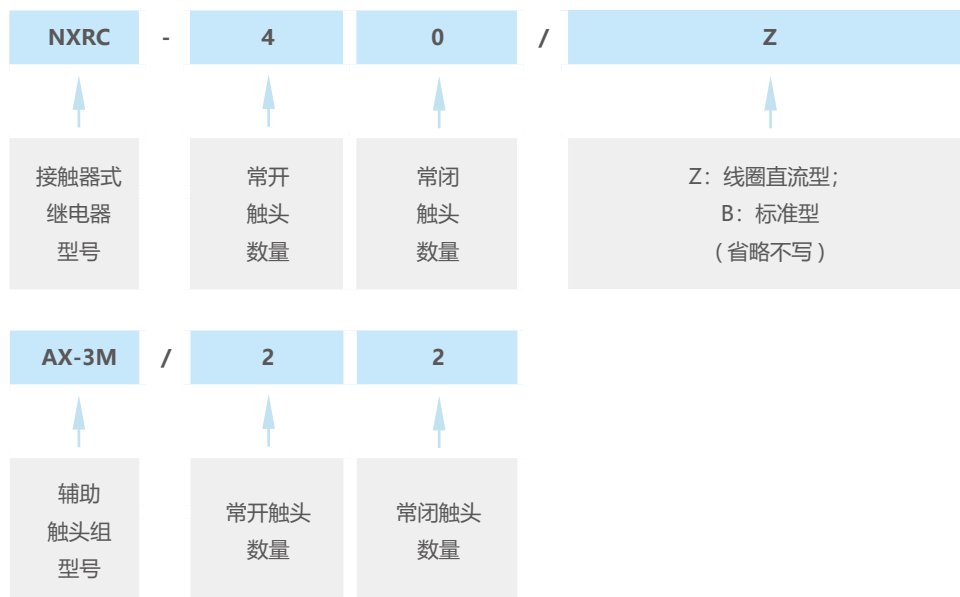 NXRC - 4 0 / Z
接触器式
继电器
型号
常开
触头
数量
常闭
触头
数量
Z：线圈直流型；
B：标准型
（省略不写）
AX-3M / 2 2
辅助
触头组
型号
常开触头
数量
常闭触头
数量